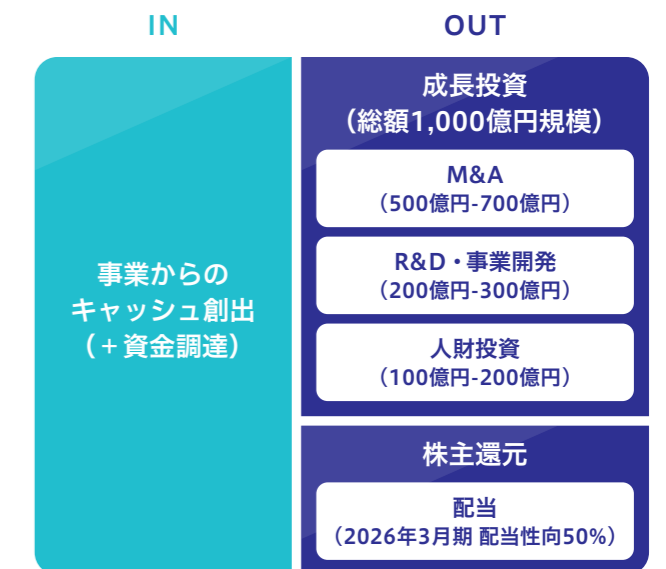 IN
OUT
事業からの
キャッシュ創出
（＋資金調達）
成長投資
（総額1,000億円規模）
M&A
（500億円-700億円）
R&D・事業開発
（200億円-300億円）
人財投資
（100億円-200億円）
株主還元
配当
（2026年3月期 配当性向50%）